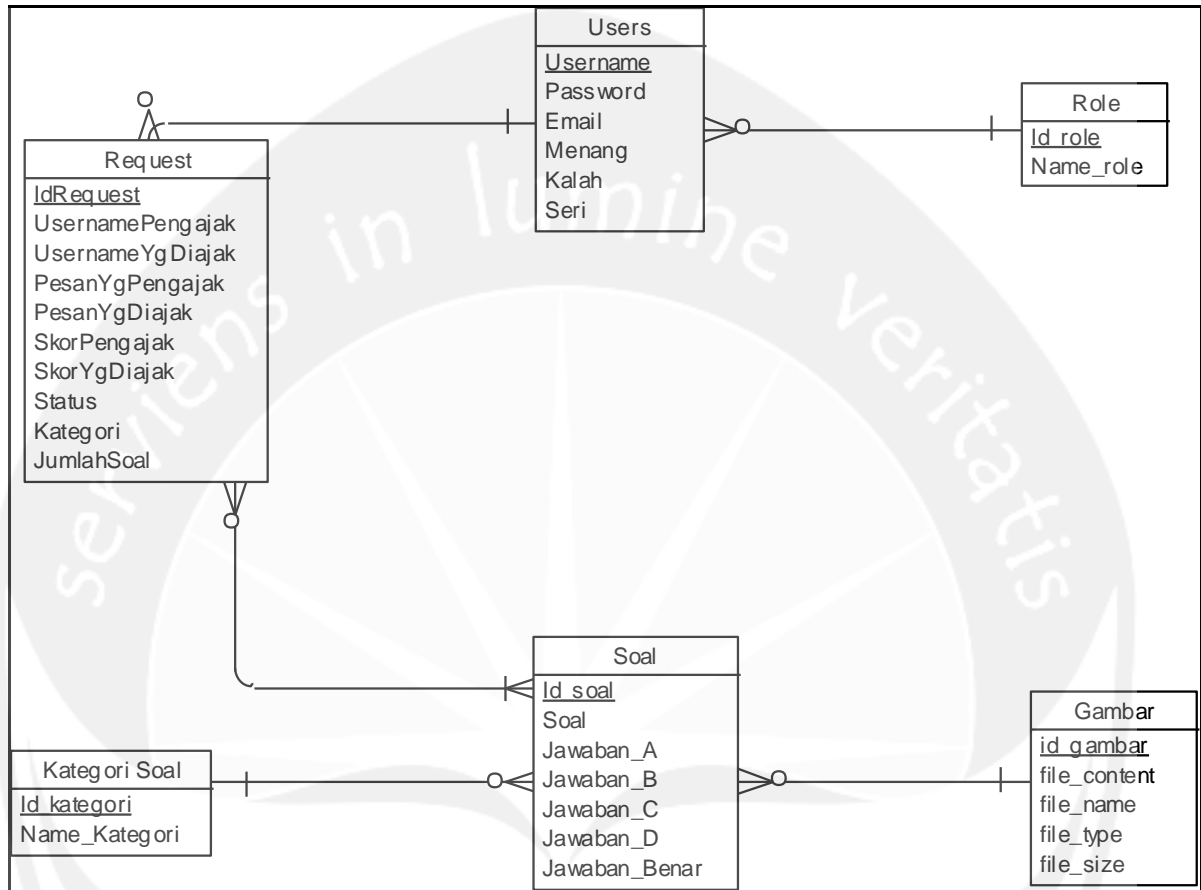 Users
Username
Password
Email
Menang
Kalah
Seri
Role
Id_role
Name_role
Request
IdRequest
UsernamePengajak
UsernameYgDiajak
PesanYgPengajak
PesanYgDiajak
SkorPengajak
SkorYgDiajak
Status
Kategori
JumlahSoal
serviens in lumine veritatis
Soal
Id_soal
Soal
Jawaban_A
Jawaban_B
Jawaban_C
Jawaban_D
Jawaban_Benar
Kategori Soal
Id_kategori
Name_Kategori
Gambar
id_gambar
file_content
file_name
file_type
file_size